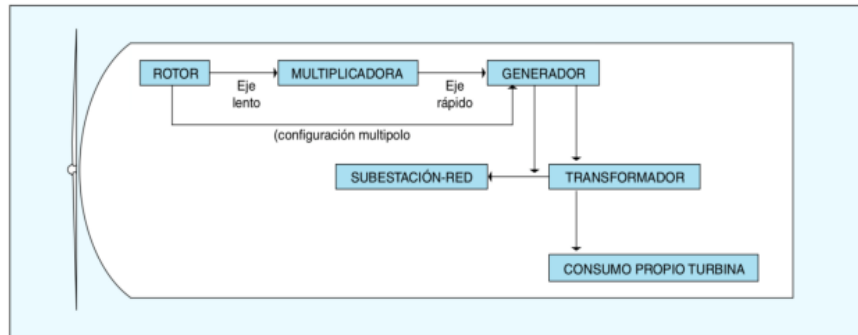 ROTOR
MULTIPLICADORA
GENERADOR
Eje
lento
Eje
rápido
(configuración multipolo
SUBESTACIÓN-RED
TRANSFORMADOR
CONSUMO PROPIO TURBINA